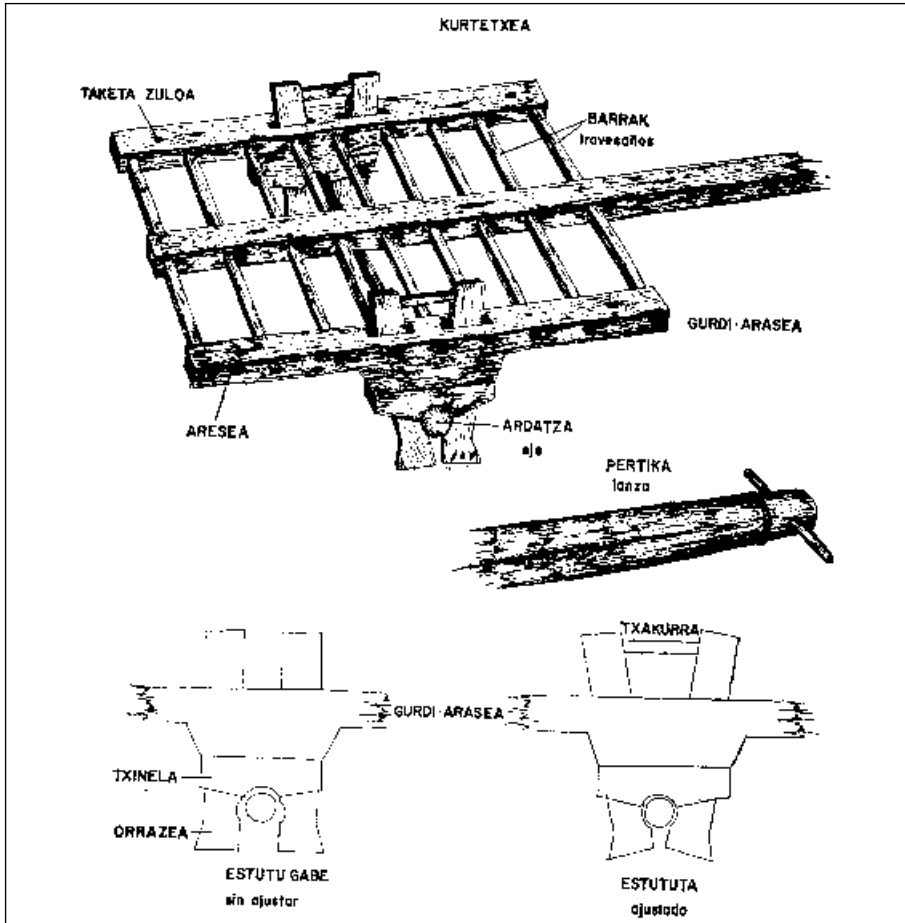 KURTETXEA
TAKETA ZULOA
BARRAK
travesaños
GURDI-ARASEA
ARESEA
ARDATZA
eje
PERTIKA
lanza
TXAKURRA
GURDI-ARASEA
TXINELA
ORRAZEA
ESTUTU GABE
sin ajustar
ESTUTUTA
ajustado